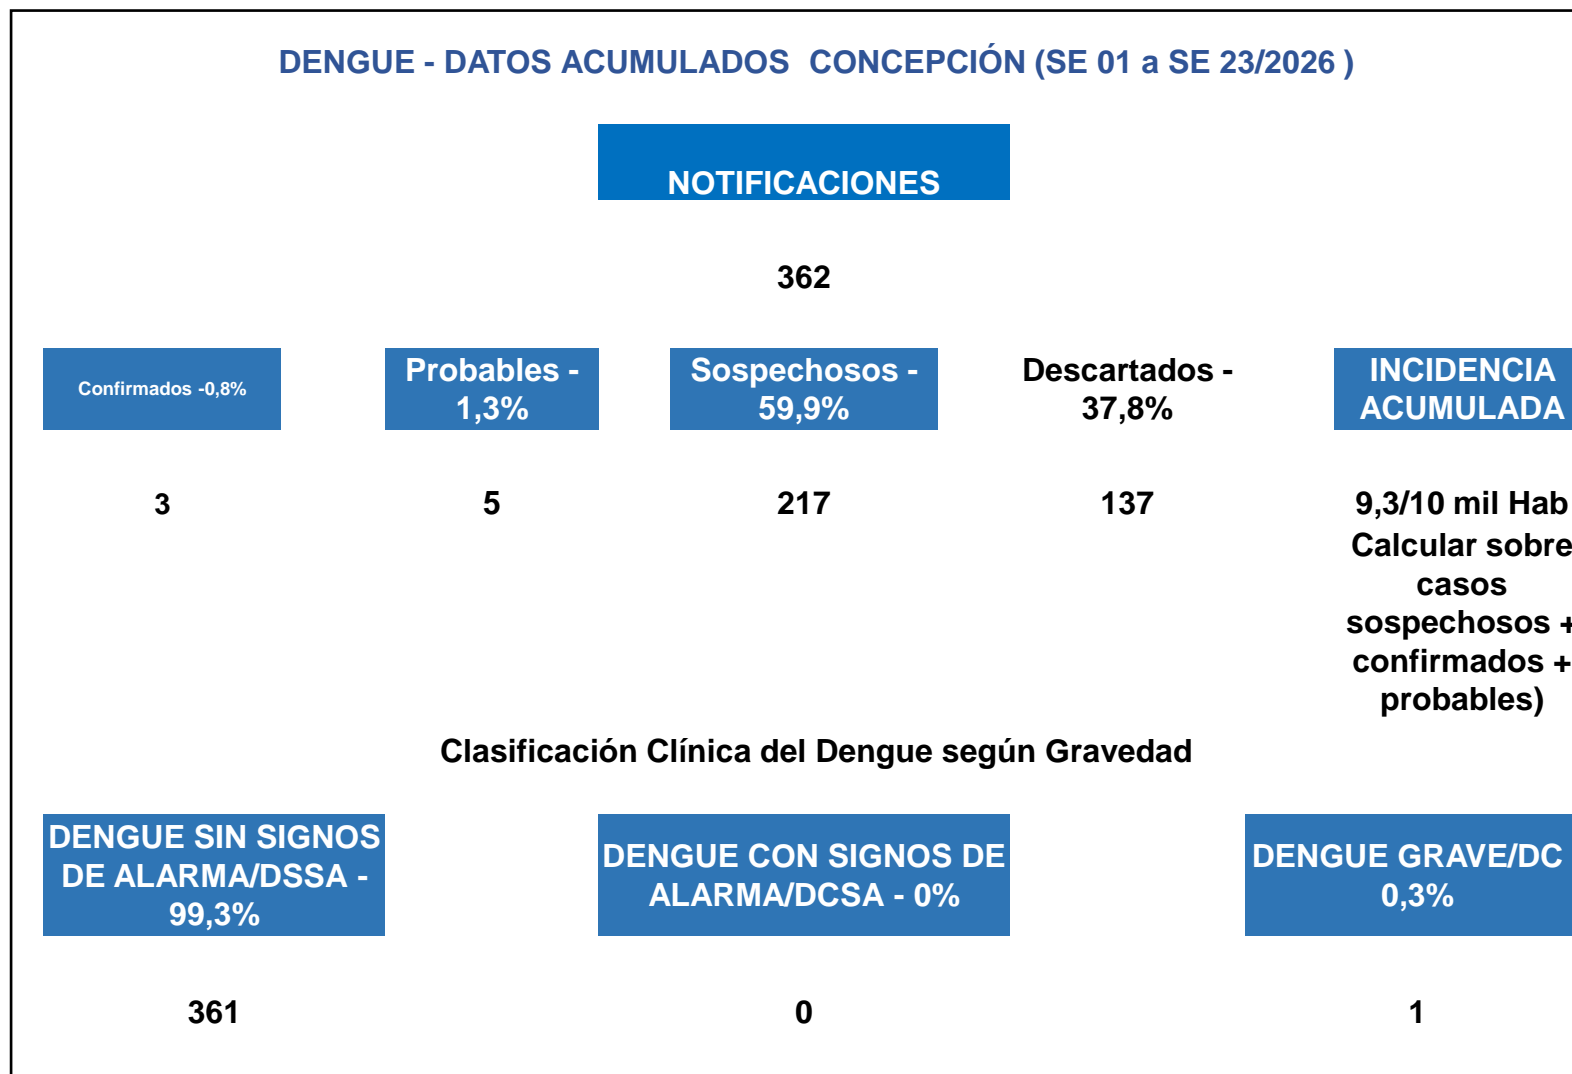 DENGUE - DATOS ACUMULADOS  CONCEPCIÓN (SE 01 a SE 23/2026 )
NOTIFICACIONES
362
Confirmados -0,8%
Probables -
1,3%
Sospechosos -
59,9%
Descartados -
37,8%
INCIDENCIA
ACUMULADA
3
5
217
137
9,3/10 mil Hab
Calcular sobre
casos
sospechosos +
confirmados +
probables)
Clasificación Clínica del Dengue según Gravedad
DENGUE SIN SIGNOS
DE ALARMA/DSSA -
99,3%
DENGUE CON SIGNOS DE
ALARMA/DCSA - 0%
DENGUE GRAVE/DC
0,3%
361
0
1